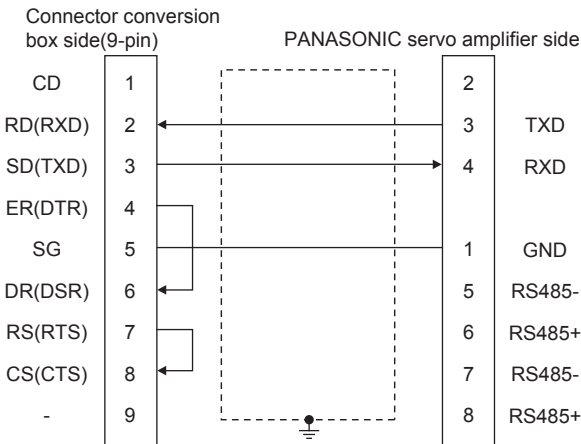 Connector conversion
box side(9-pin)
PANASONIC servo amplifier side
CD 1 2
RD(RXD) 2 3 TXD
SD(TXD) 3 4 RXD
ER(DTR) 4
SG 5 1 GND
DR(DSR) 6 5 RS485-
RS(RTS) 7 6 RS485+
CS(CTS) 8 7 RS485-
- 9 8 RS485+